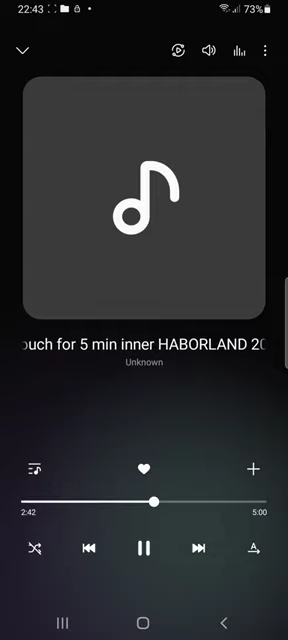 22:43 73%
ouch for 5 min inner HABORLAND 20
Unknown
2:42 5:00
A